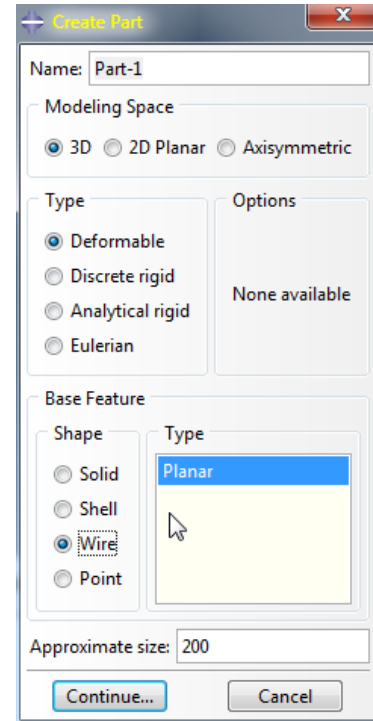 Create Part
Name: Part-1
Modeling Space
3D 2D Planar Axisymmetric
Type
Deformable
Discrete rigid
Analytical rigid
Eulerian
Options
None available
Base Feature
Shape
Solid
Shell
Wire
Point
Type
Planar
Approximate size: 200
Continue... Cancel